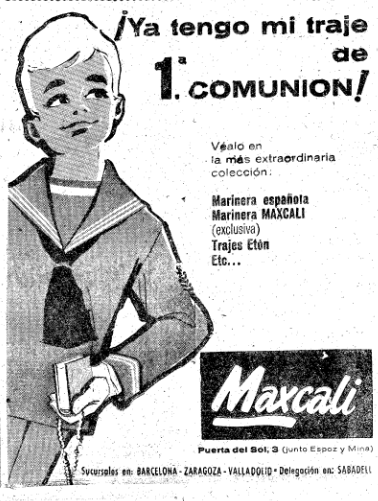 ¡Ya tengo mi traje
de
1.ª COMUNION!
Véalo en
la más extraordinaria
colección:
Marinera española
Marinera MAXCALI
(exclusiva)
Trajes Etón
Etc...
Maxcali
Puerta del Sol, 3 (junto Espoz y Mina)
Sucursales en: BARCELONA - ZARAGOZA - VALLADOLID • Delegación en: SABADELL